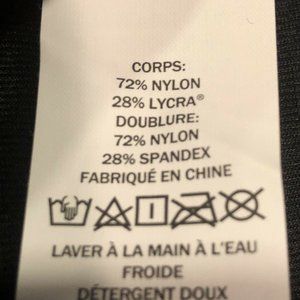 CORPS:
72% NYLON
28% LYCRA®
DOUBLURE:
72% NYLON
28% SPANDEX
FABRIQUÉ EN CHINE
LAVER À LA MAIN À L'EAU
FROIDE
DÉTERGENT DOUX